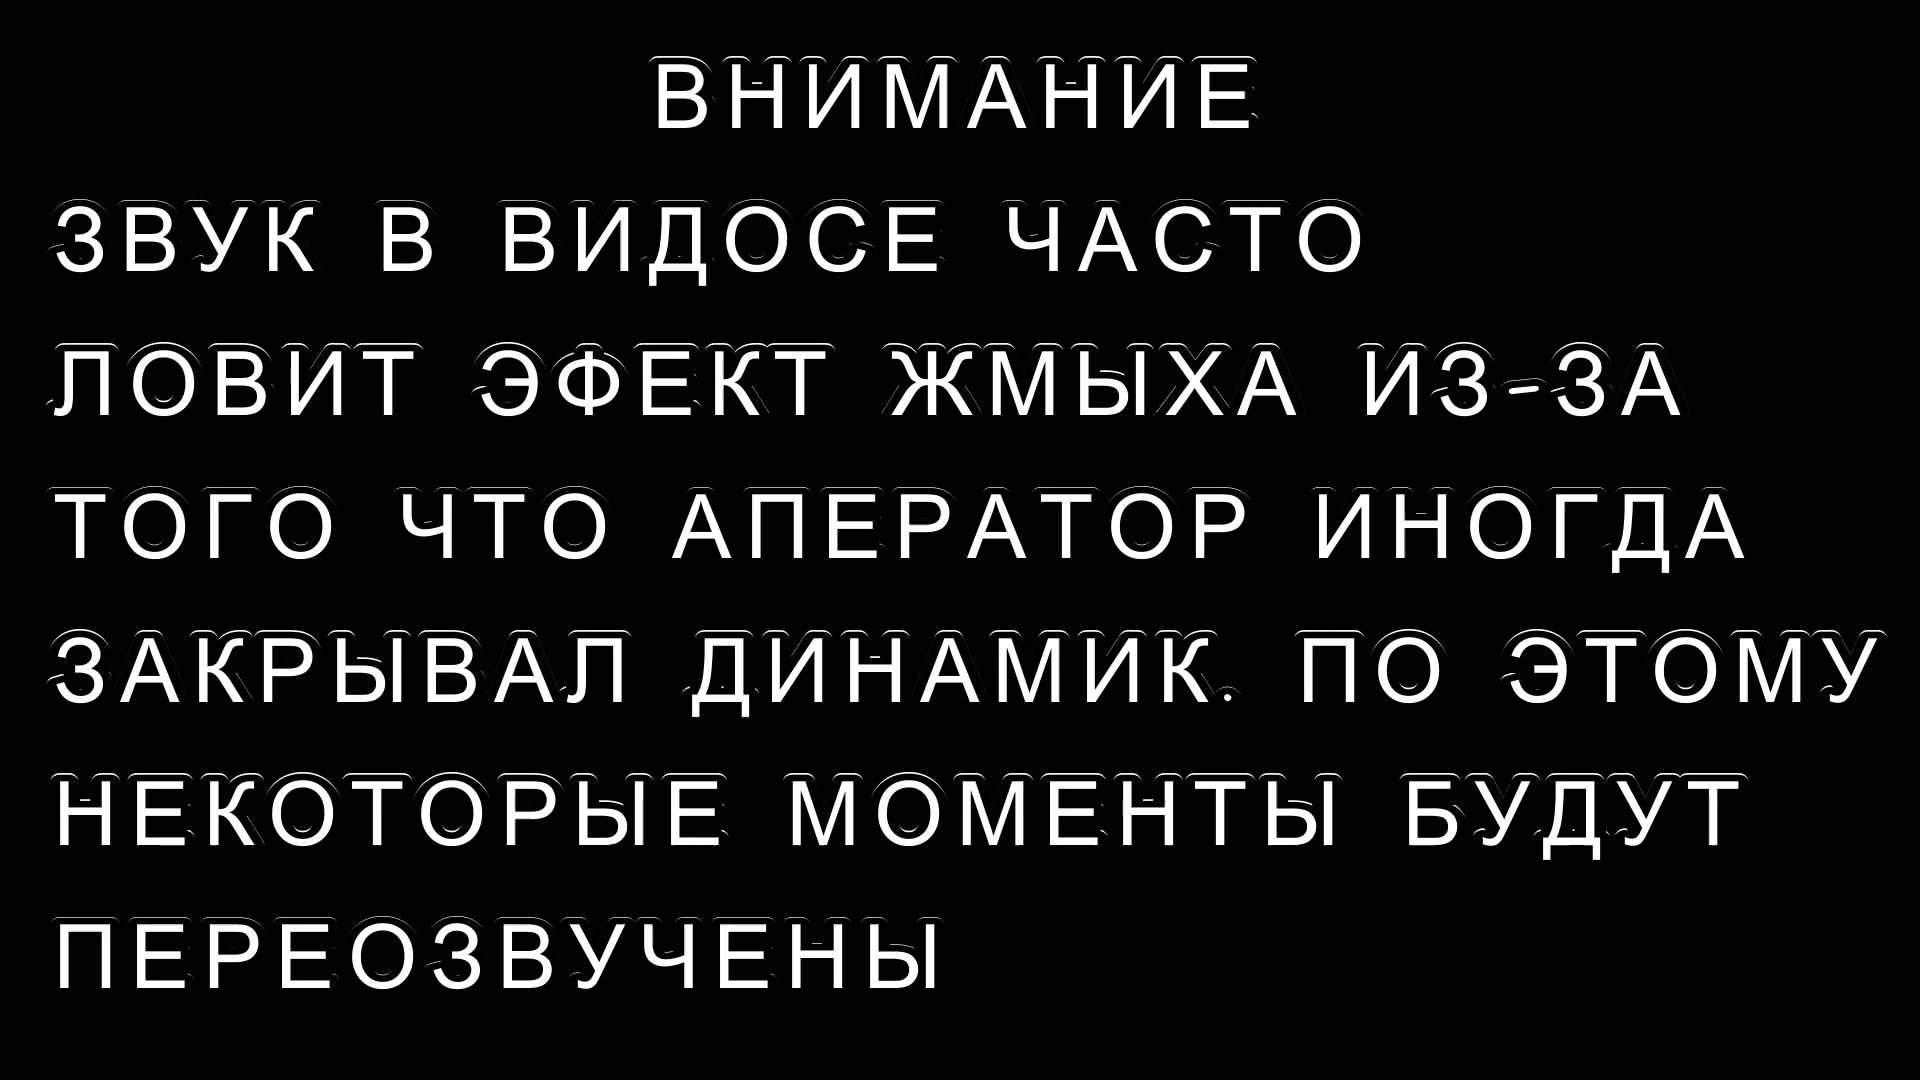 ВНИМАНИЕ
ЗВУК В ВИДОСЕ ЧАСТО
ЛОВИТ ЭФЕКТ ЖМЫХА ИЗ-ЗА
ТОГО ЧТО АПЕРАТОР ИНОГДА
ЗАКРЫВАЛ ДИНАМИК. ПО ЭТОМУ
НЕКОТОРЫЕ МОМЕНТЫ БУДУТ
ПЕРЕОЗВУЧЕНЫ